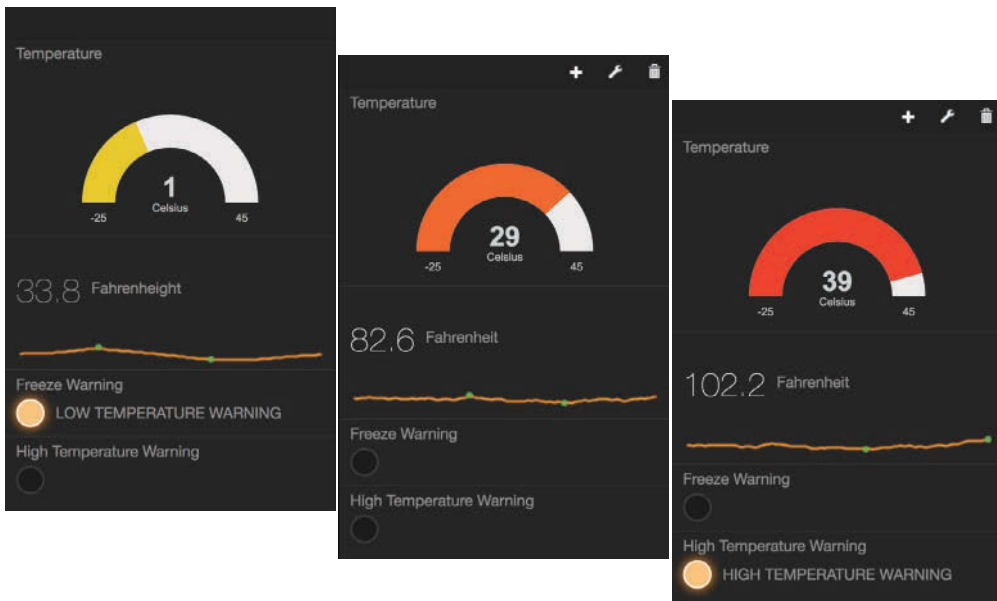 Temperature
1
Celsius
-25
45
33.8 Fahrenheight
Freeze Warning
LOW TEMPERATURE WARNING
High Temperature Warning
Temperature
29
Celsius
-25
45
82.6 Fahrenheit
Freeze Warning
High Temperature Warning
Temperature
39
Celsius
-25
45
102.2 Fahrenheit
Freeze Warning
High Temperature Warning
HIGH TEMPERATURE WARNING